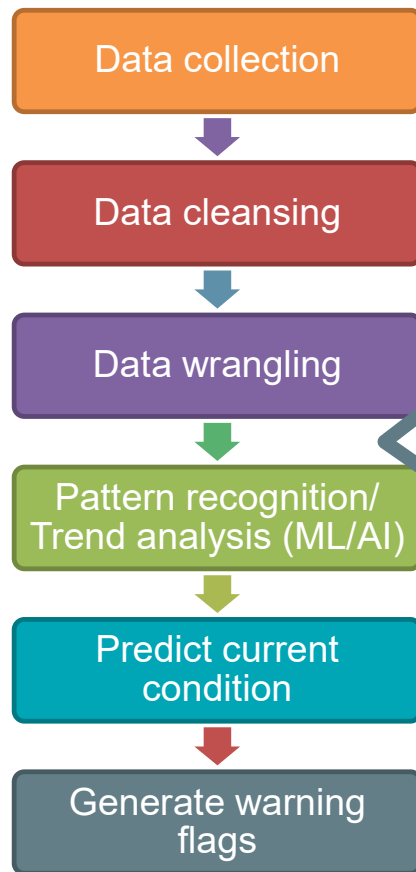 Data collection
Data cleansing
Data wrangling
Pattern recognition/
Trend analysis (ML/AI)
Predict current
condition
Generate warning
flags